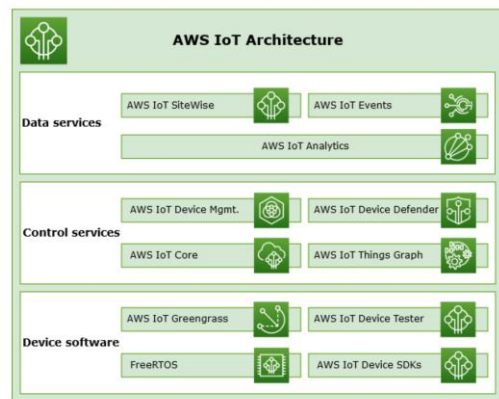 AWS IoT Architecture
Data services
AWS IoT SiteWise
AWS IoT Events
AWS IoT Analytics
Control services
AWS IoT Device Mgmt.
AWS IoT Device Defender
AWS IoT Core
AWS IoT Things Graph
Device software
AWS IoT Greengrass
AWS IoT Device Tester
FreeRTOS
AWS IoT Device SDKs